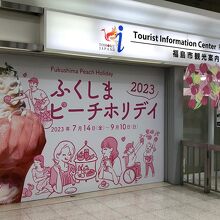 Tourist Information Center
福島市観光案内
Fukushima Peach Holiday
2023
ふくしま
ピーチホリデイ
2023年7月14日(金)→9月10日(日)